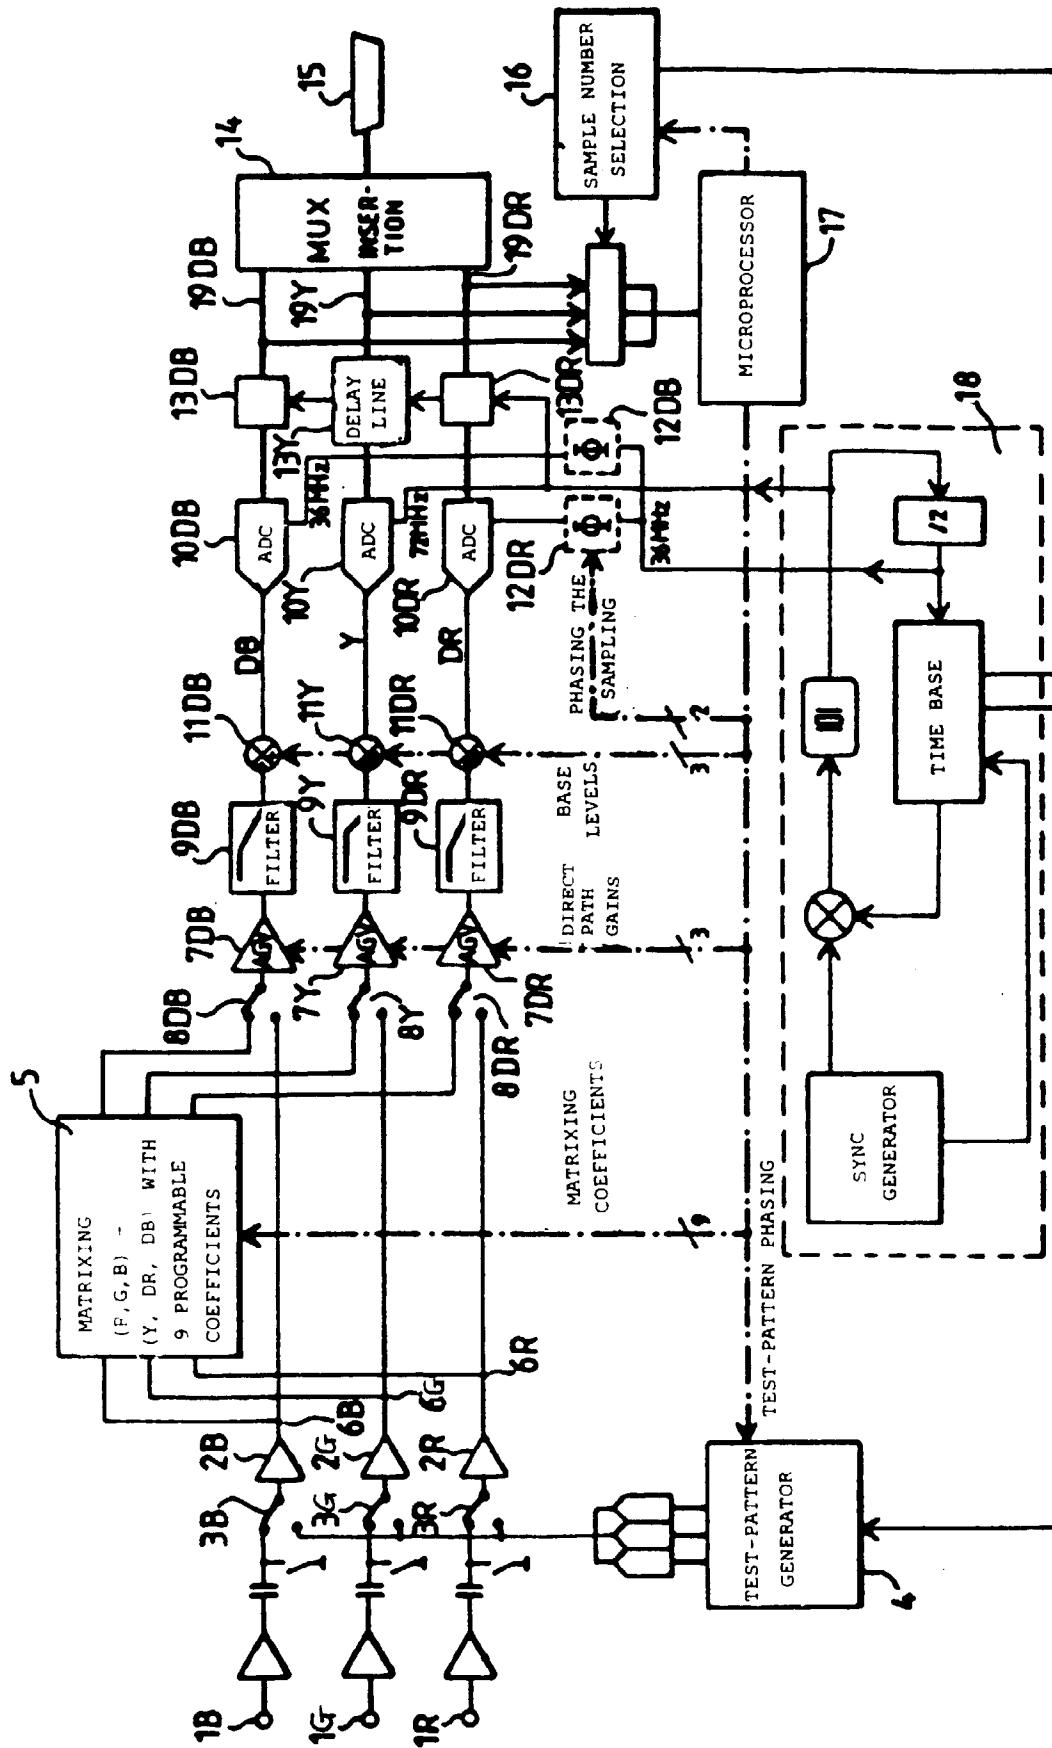 5
MATRIXING
(R,G,B) -
(Y, DR, DB) WITH
9 PROGRAMMABLE
COEFFICIENTS
14
MUX
INSER-
TION
15
16
SAMPLE NUMBER
SELECTION
1B
3B
2B
6B
8DB
7DB
AGV
9DB
FILTER
11DB
DB
10DB
ADC
36MHz
13DB
19DB
1G
3G
2G
6G
8Y
7Y
AGV
9Y
FILTER
11Y
Y
10Y
ADC
72MHz
13Y
DELAY
LINE
19Y
1R
3R
2R
6R
8DR
7DR
AGV
9DR
FILTER
11DR
DR
10DR
ADC
13DR
19DR
12DR
Φ
12DB
Φ
36MHz
MATRIXING
COEFFICIENTS
9
DIRECT
PATH
GAINS
3
BASE
LEVELS
3
PHASING THE
SAMPLING
2
TEST-PATTERN PHASING
TEST-PATTERN
GENERATOR
4
MICROPROCESSOR
17
18
SYNC
GENERATOR
TIME BASE
/2